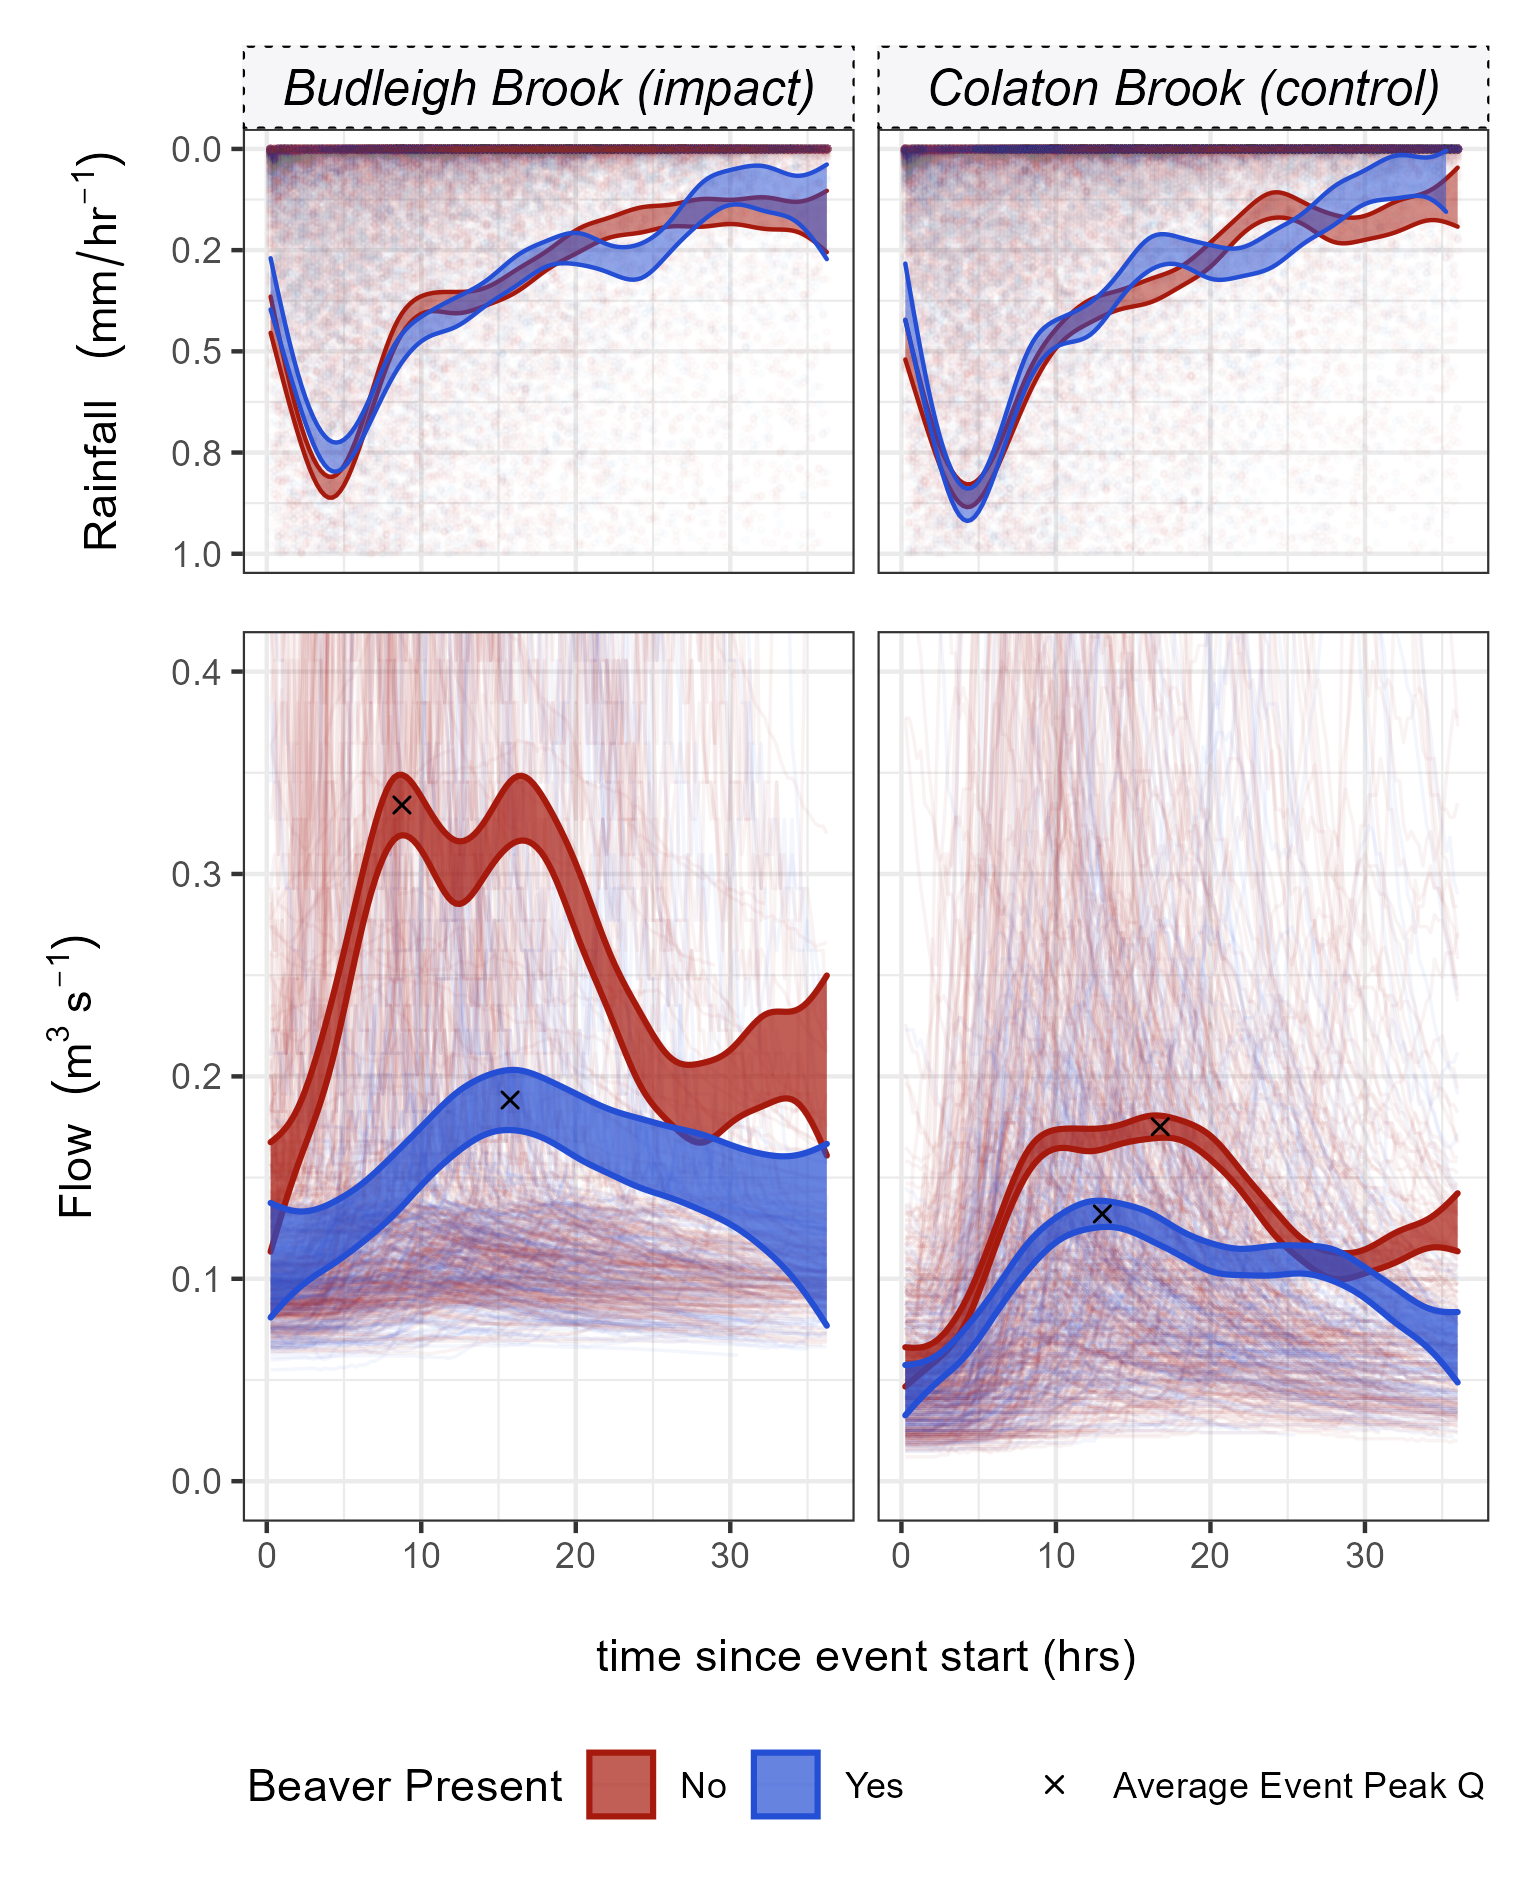 Budleigh Brook (impact)
Colaton Brook (control)
Rainfall (mm/hr⁻¹)
0.0
0.2
0.5
0.8
1.0
Flow (m³ s⁻¹)
0.4
0.3
0.2
0.1
0.0
0 10 20 30
0 10 20 30
time since event start (hrs)
Beaver Present No Yes × Average Event Peak Q